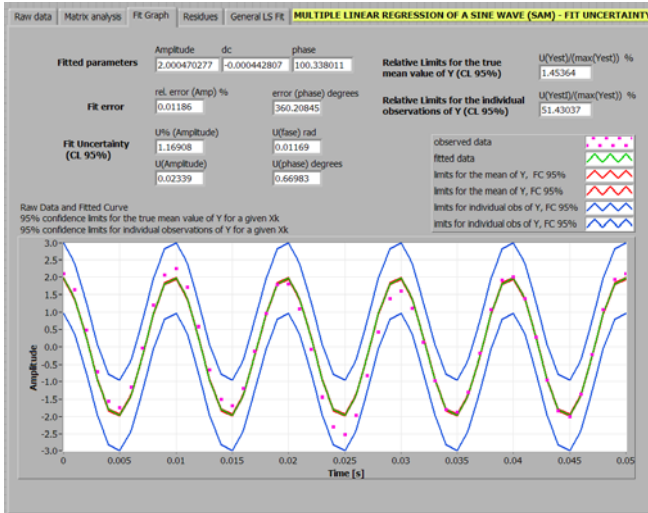 Raw data Matrix analysis Fit Graph Residues General LS Fit MULTIPLE LINEAR REGRESSION OF A SINE WAVE (SAM) - FIT UNCERTAINTY
Amplitude dc phase
Fitted parameters 2.000470277 -0.000442807 100.338011
Relative Limits for the true mean value of Y (CL 95%)
U(Yest)/(max(Yest)) %
1.45364
rel. error (Amp) % error (phase) degrees
Fit error 0.01186 360.20845
Relative Limits for the individual observations of Y (CL 95%)
U(YestI)/(max(Yest)) %
51.43037
Fit Uncertainty (CL 95%)
U% (Amplitude) U(fase) rad
1.16908 0.01169
U(Amplitude) U(phase) degrees
0.02339 0.66983
observed data
fitted data
limits for the mean of Y, FC 95%
limits for the mean of Y, FC 95%
limits for individual obs of Y, FC 95%
imits for individual obs of Y, FC 95%
Raw Data and Fitted Curve
95% confidence limits for the true mean value of Y for a given Xk
95% confidence limits for individual observations of Y for a given Xk
Amplitude
3.0
2.5
2.0
1.5
1.0
0.5
0.0
-0.5
-1.0
-1.5
-2.0
-2.5
-3.0
0 0.005 0.01 0.015 0.02 0.025 0.03 0.035 0.04 0.045 0.05
Time [s]